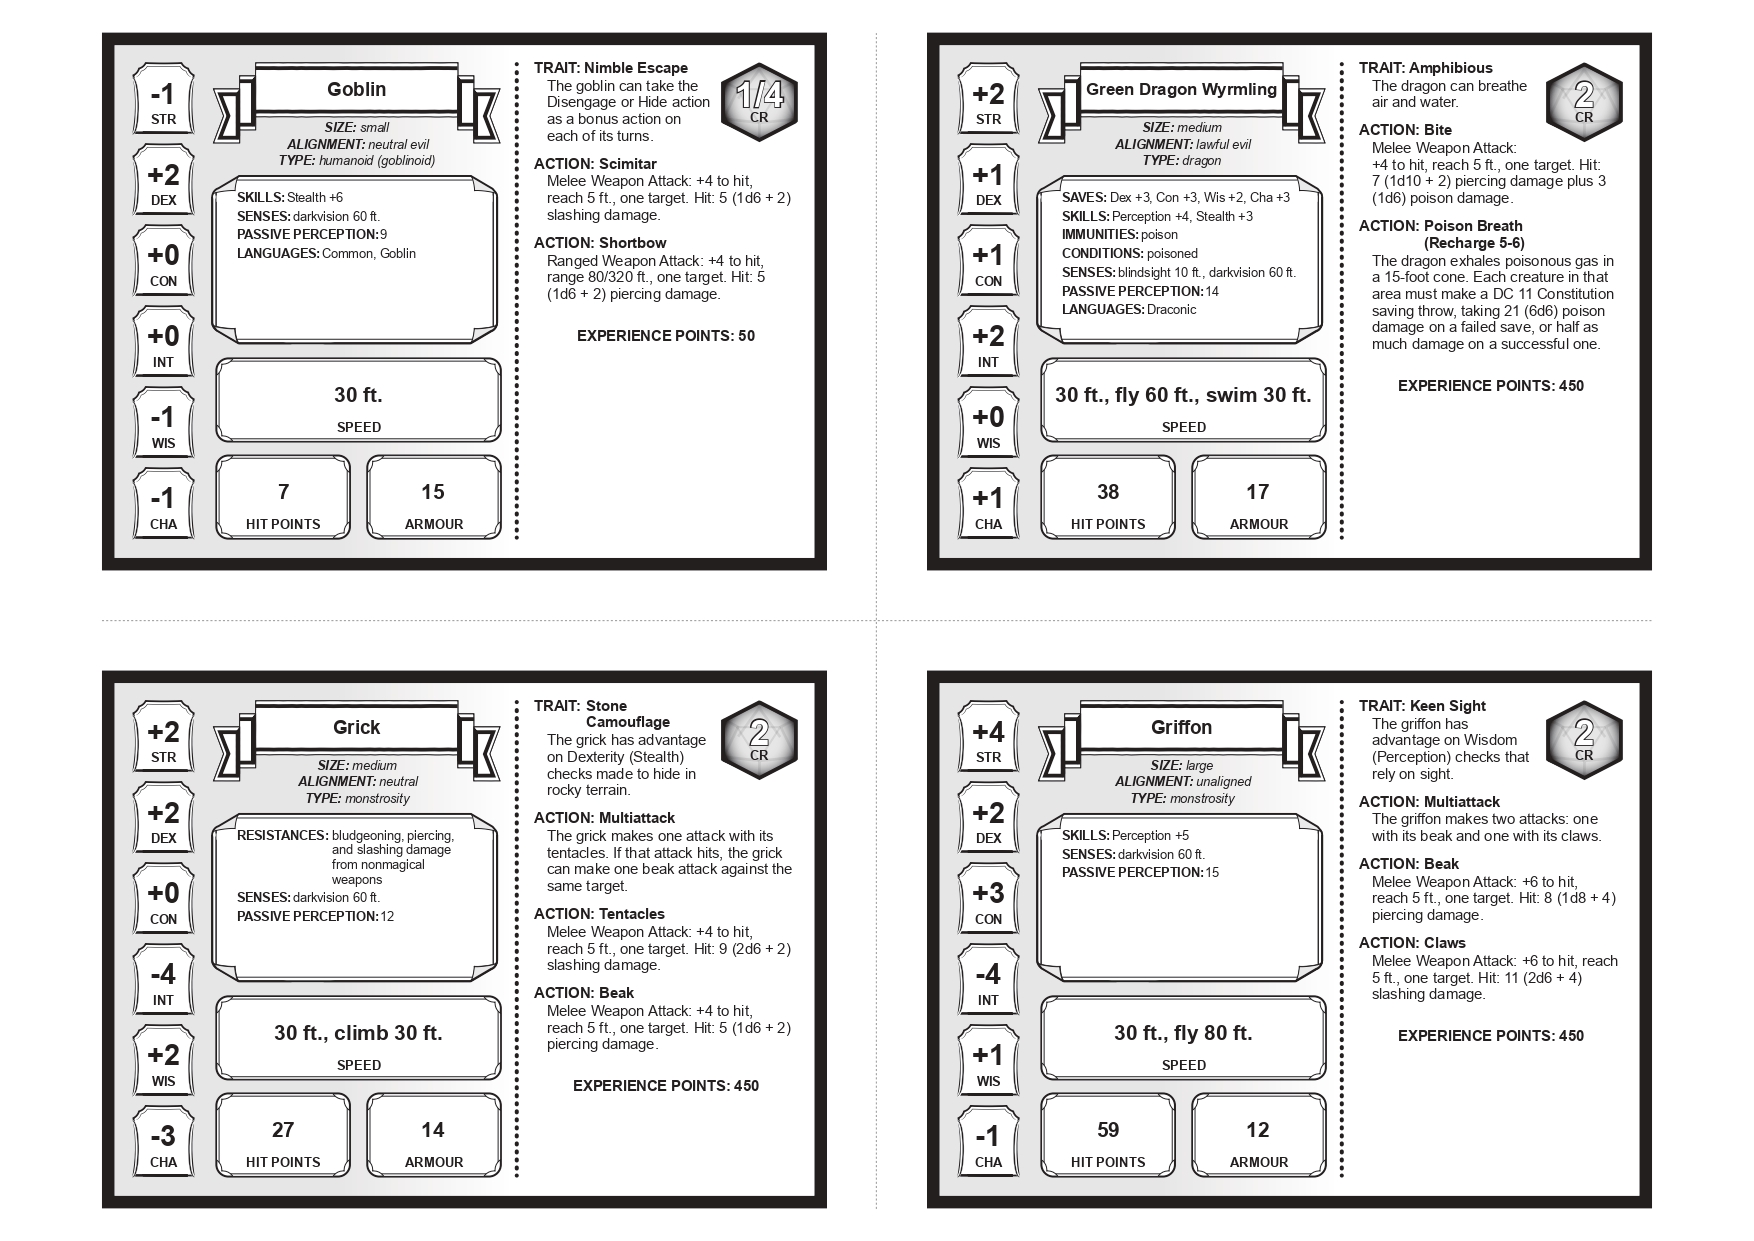 -1
STR
+2
DEX
+0
CON
+0
INT
-1
WIS
-1
CHA
Goblin
SIZE: small
ALIGNMENT: neutral evil
TYPE: humanoid (goblinoid)
SKILLS: Stealth +6
SENSES: darkvision 60 ft.
PASSIVE PERCEPTION: 9
LANGUAGES: Common, Goblin
30 ft.
SPEED
7
HIT POINTS
15
ARMOUR
TRAIT: Nimble Escape
The goblin can take the
Disengage or Hide action
as a bonus action on
each of its turns.
1/4
CR
ACTION: Scimitar
Melee Weapon Attack: +4 to hit,
reach 5 ft., one target. Hit: 5 (1d6 + 2)
slashing damage.
ACTION: Shortbow
Ranged Weapon Attack: +4 to hit,
range 80/320 ft., one target. Hit: 5
(1d6 + 2) piercing damage.
EXPERIENCE POINTS: 50
+2
STR
+1
DEX
+1
CON
+2
INT
+0
WIS
+1
CHA
Green Dragon Wyrmling
SIZE: medium
ALIGNMENT: lawful evil
TYPE: dragon
SAVES: Dex +3, Con +3, Wis +2, Cha +3
SKILLS: Perception +4, Stealth +3
IMMUNITIES: poison
CONDITIONS: poisoned
SENSES: blindsight 10 ft., darkvision 60 ft.
PASSIVE PERCEPTION: 14
LANGUAGES: Draconic
30 ft., fly 60 ft., swim 30 ft.
SPEED
38
HIT POINTS
17
ARMOUR
TRAIT: Amphibious
The dragon can breathe
air and water.
2
CR
ACTION: Bite
Melee Weapon Attack:
+4 to hit, reach 5 ft., one target. Hit:
7 (1d10 + 2) piercing damage plus 3
(1d6) poison damage.
ACTION: Poison Breath
(Recharge 5-6)
The dragon exhales poisonous gas in
a 15-foot cone. Each creature in that
area must make a DC 11 Constitution
saving throw, taking 21 (6d6) poison
damage on a failed save, or half as
much damage on a successful one.
EXPERIENCE POINTS: 450
+2
STR
+2
DEX
+0
CON
-4
INT
+2
WIS
-3
CHA
Grick
SIZE: medium
ALIGNMENT: neutral
TYPE: monstrosity
RESISTANCES: bludgeoning, piercing,
and slashing damage
from nonmagical
weapons
SENSES: darkvision 60 ft.
PASSIVE PERCEPTION: 12
30 ft., climb 30 ft.
SPEED
27
HIT POINTS
14
ARMOUR
TRAIT: Stone
Camouflage
The grick has advantage
on Dexterity (Stealth)
checks made to hide in
rocky terrain.
2
CR
ACTION: Multiattack
The grick makes one attack with its
tentacles. If that attack hits, the grick
can make one beak attack against the
same target.
ACTION: Tentacles
Melee Weapon Attack: +4 to hit,
reach 5 ft., one target. Hit: 9 (2d6 + 2)
slashing damage.
ACTION: Beak
Melee Weapon Attack: +4 to hit,
reach 5 ft., one target. Hit: 5 (1d6 + 2)
piercing damage.
EXPERIENCE POINTS: 450
+4
STR
+2
DEX
+3
CON
-4
INT
+1
WIS
-1
CHA
Griffon
SIZE: large
ALIGNMENT: unaligned
TYPE: monstrosity
SKILLS: Perception +5
SENSES: darkvision 60 ft.
PASSIVE PERCEPTION: 15
30 ft., fly 80 ft.
SPEED
59
HIT POINTS
12
ARMOUR
TRAIT: Keen Sight
The griffon has
advantage on Wisdom
(Perception) checks that
rely on sight.
2
CR
ACTION: Multiattack
The griffon makes two attacks: one
with its beak and one with its claws.
ACTION: Beak
Melee Weapon Attack: +6 to hit,
reach 5 ft., one target. Hit: 8 (1d8 + 4)
piercing damage.
ACTION: Claws
Melee Weapon Attack: +6 to hit, reach
5 ft., one target. Hit: 11 (2d6 + 4)
slashing damage.
EXPERIENCE POINTS: 450